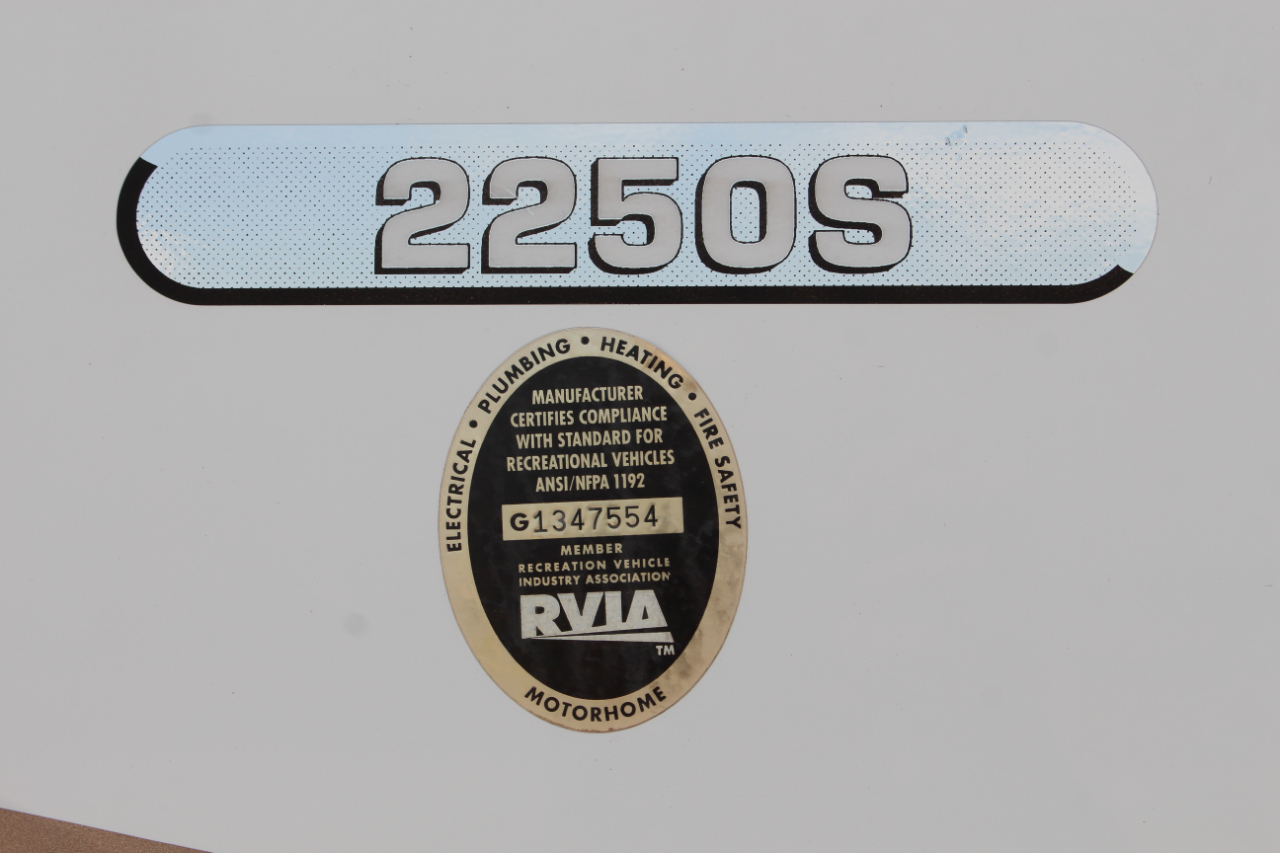 2250S
ELECTRICAL • PLUMBING • HEATING • FIRE SAFETY
MANUFACTURER
CERTIFIES COMPLIANCE
WITH STANDARD FOR
RECREATIONAL VEHICLES
ANSI/NFPA 1192
G1347554
MEMBER
RECREATION VEHICLE
INDUSTRY ASSOCIATION
RVIA
TM
MOTORHOME